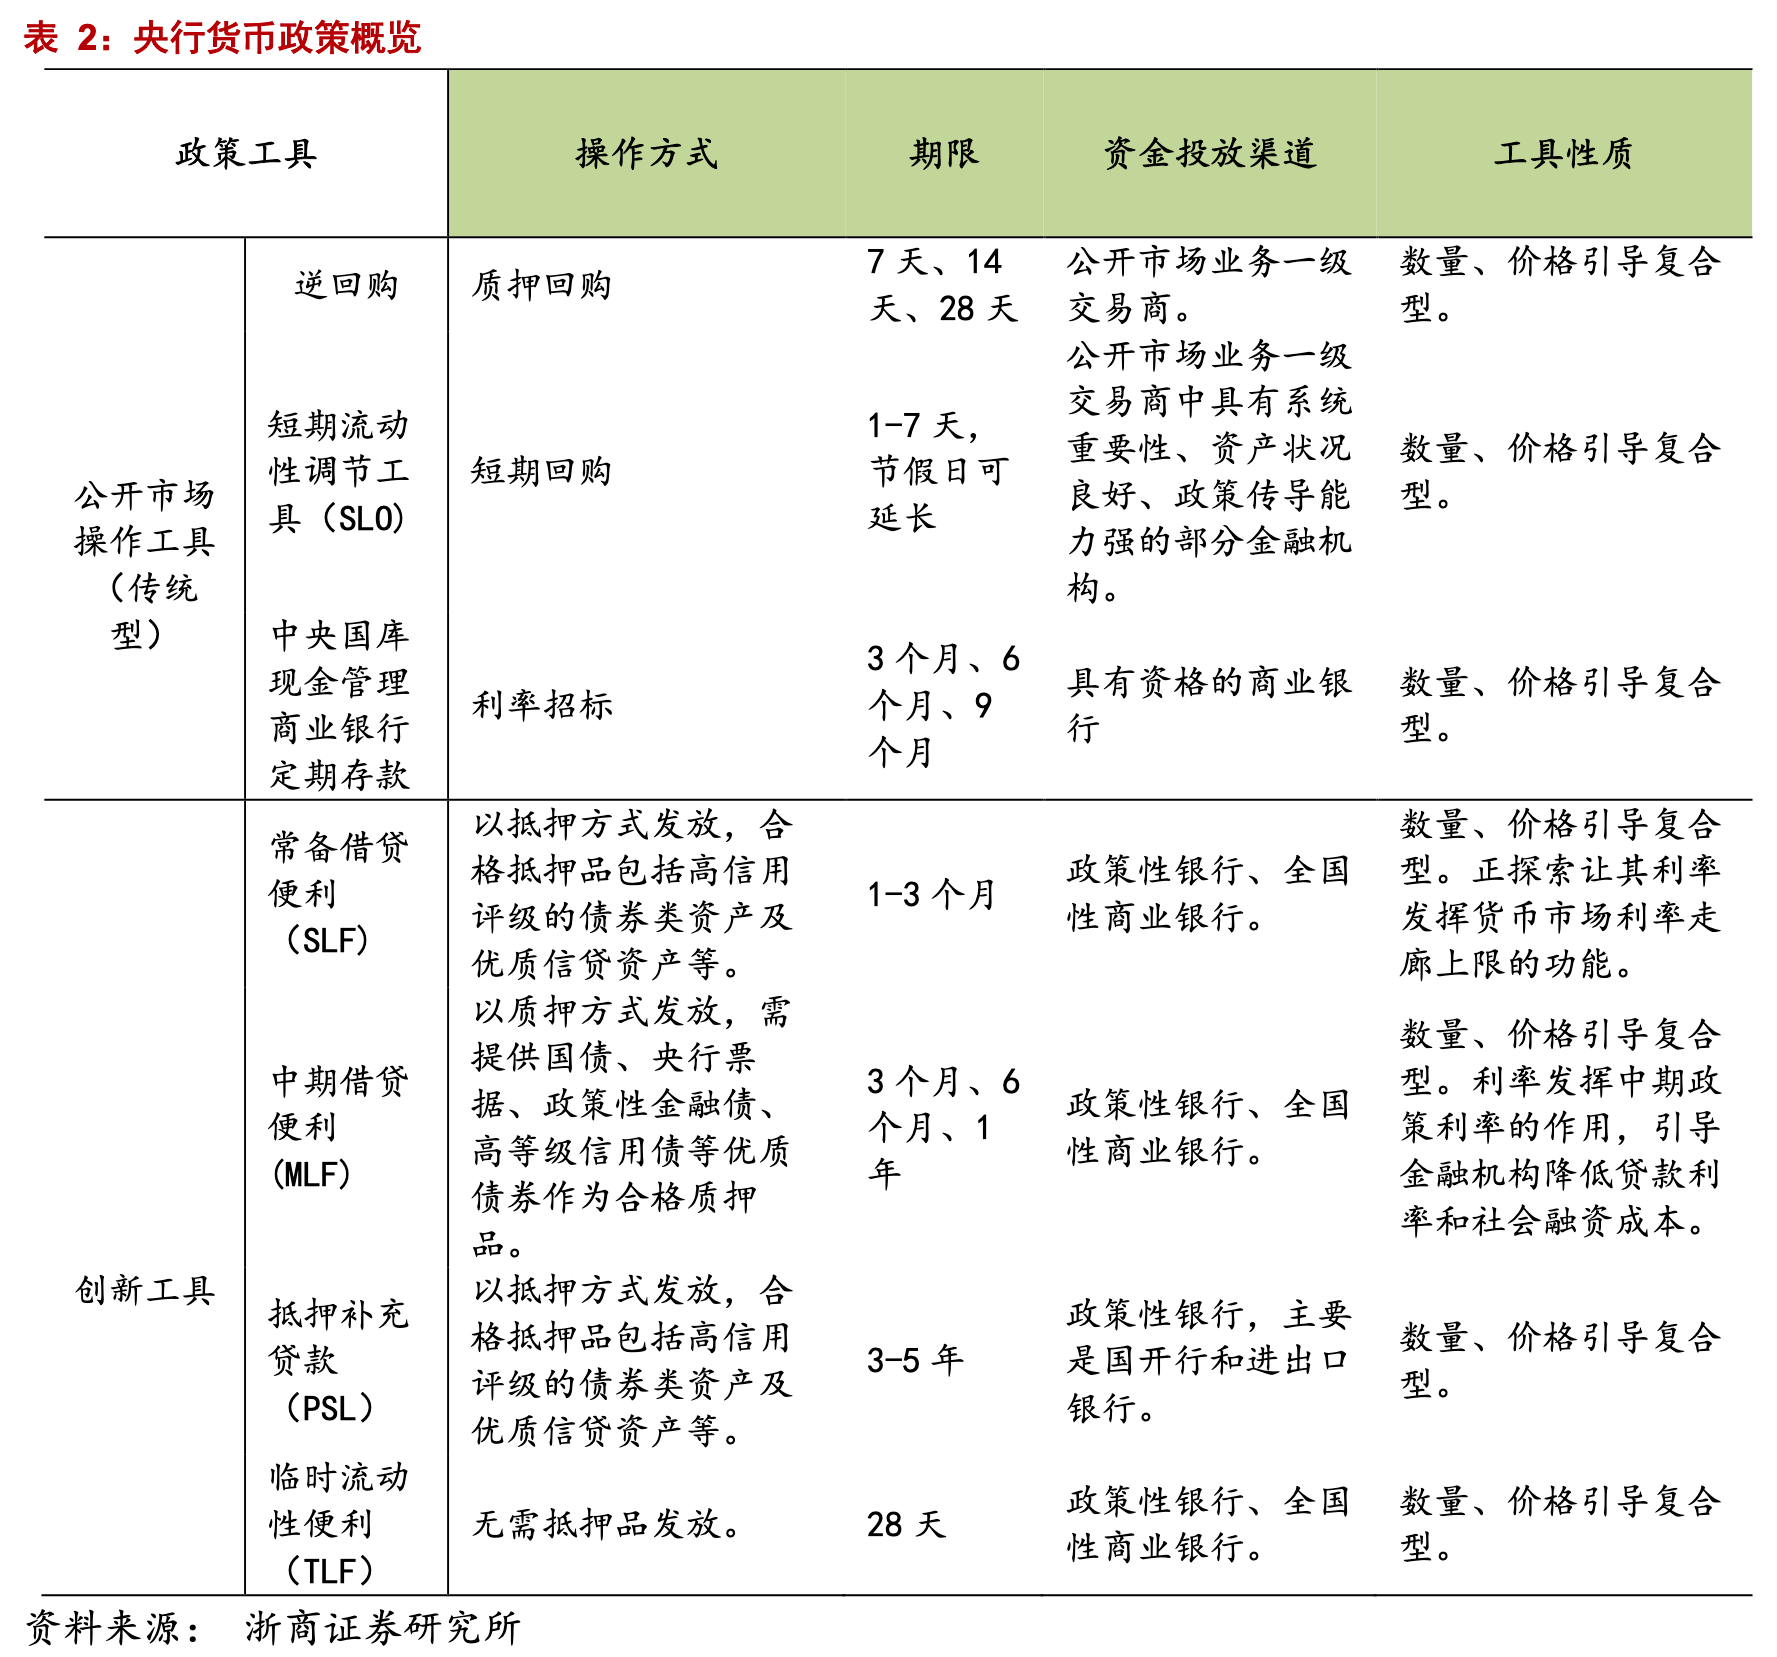 表 2：央行货币政策概览
政策工具
操作方式
期限
资金投放渠道
工具性质
公开市场
操作工具
（传统
型）
逆回购
质押回购
7 天、14
天、28 天
公开市场业务一级
交易商。
数量、价格引导复合
型。
短期流动
性调节工
具（SLO)
短期回购
1-7 天，
节假日可
延长
公开市场业务一级
交易商中具有系统
重要性、资产状况
良好、政策传导能
力强的部分金融机
构。
数量、价格引导复合
型。
中央国库
现金管理
商业银行
定期存款
利率招标
3 个月、6
个月、9
个月
具有资格的商业银
行
数量、价格引导复合
型。
创新工具
常备借贷
便利
（SLF)
以抵押方式发放，合
格抵押品包括高信用
评级的债券类资产及
优质信贷资产等。
1-3 个月
政策性银行、全国
性商业银行。
数量、价格引导复合
型。正探索让其利率
发挥货币市场利率走
廊上限的功能。
中期借贷
便利
(MLF)
以质押方式发放，需
提供国债、央行票
据、政策性金融债、
高等级信用债等优质
债券作为合格质押
品。
3 个月、6
个月、1
年
政策性银行、全国
性商业银行。
数量、价格引导复合
型。利率发挥中期政
策利率的作用，引导
金融机构降低贷款利
率和社会融资成本。
抵押补充
贷款
（PSL）
以抵押方式发放，合
格抵押品包括高信用
评级的债券类资产及
优质信贷资产等。
3-5 年
政策性银行，主要
是国开行和进出口
银行。
数量、价格引导复合
型。
临时流动
性便利
（TLF）
无需抵押品发放。
28 天
政策性银行、全国
性商业银行。
数量、价格引导复合
型。
资料来源： 浙商证券研究所